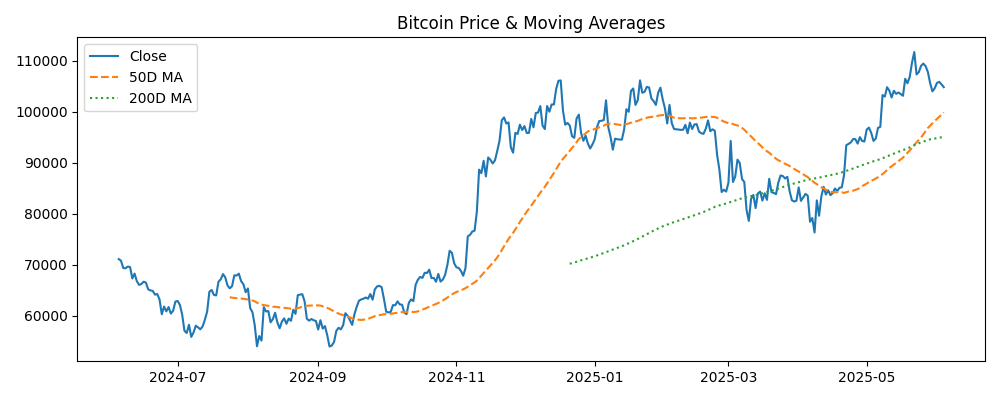 Bitcoin Price & Moving Averages
Close
50D MA
200D MA
110000
100000
90000
80000
70000
60000
2024-07 2024-09 2024-11 2025-01 2025-03 2025-05